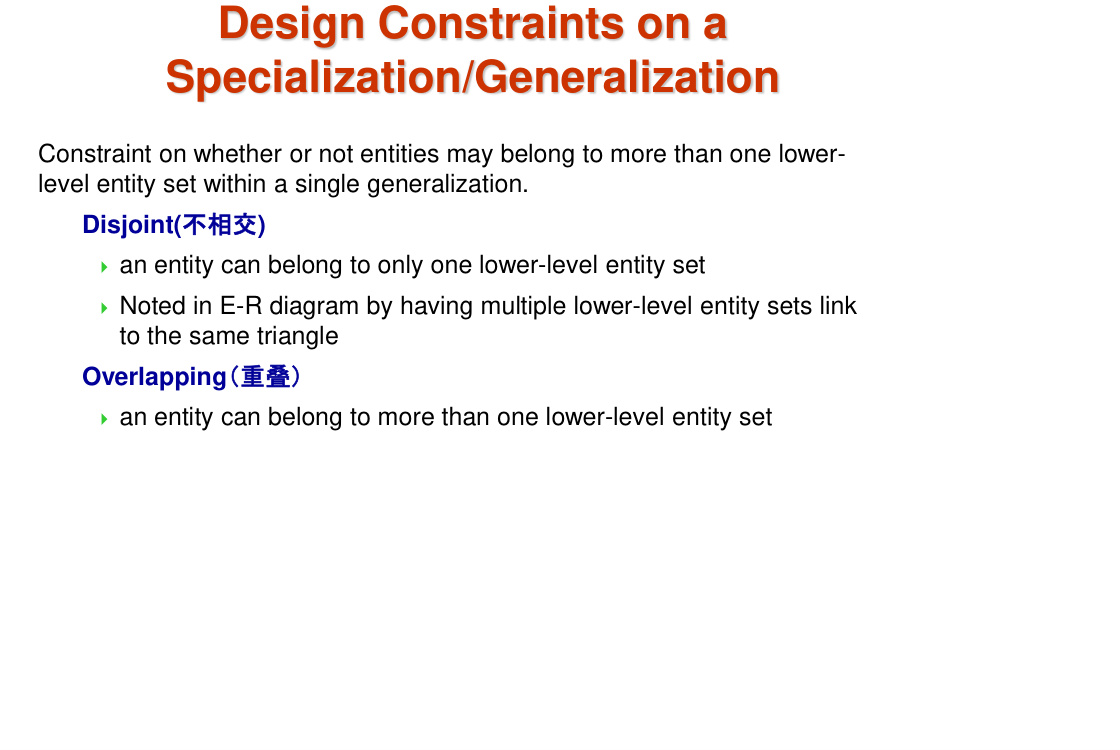 Design Constraints on a
Specialization/Generalization
Constraint on whether or not entities may belong to more than one lower-
level entity set within a single generalization.
Disjoint(不相交)
an entity can belong to only one lower-level entity set
Noted in E-R diagram by having multiple lower-level entity sets link
to the same triangle
Overlapping（重叠）
an entity can belong to more than one lower-level entity set